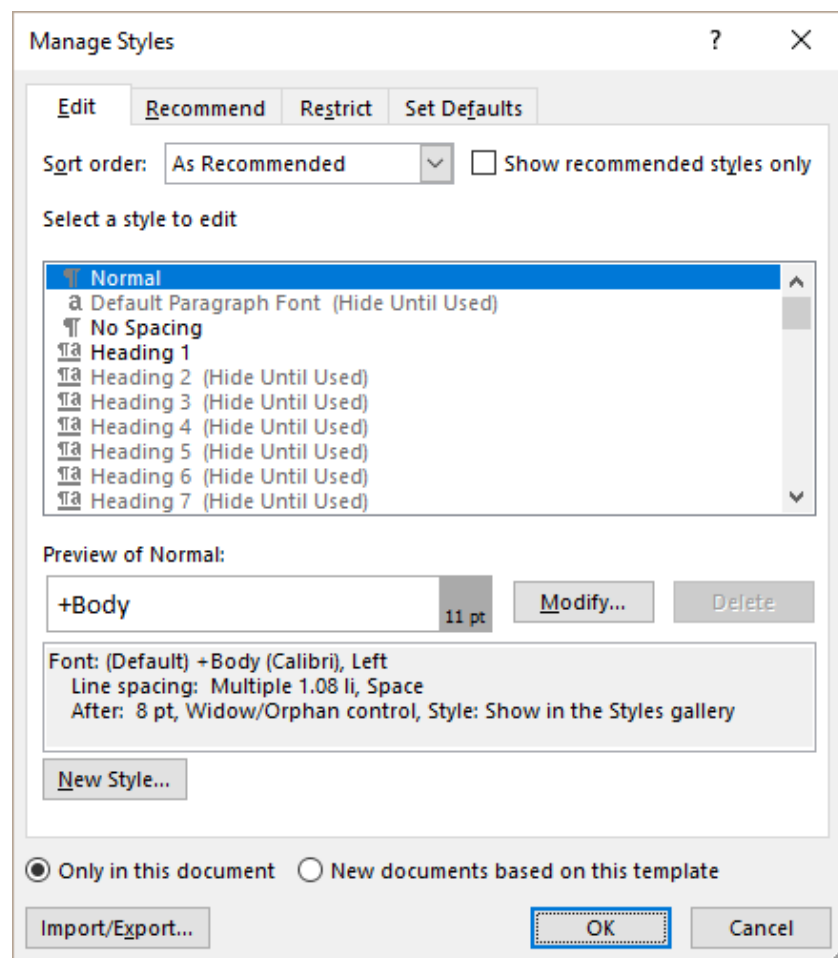 Manage Styles ?
Edit Recommend Restrict Set Defaults
Sort order: As Recommended Show recommended styles only
Select a style to edit
¶ Normal
a Default Paragraph Font (Hide Until Used)
¶ No Spacing
¶a Heading 1
¶a Heading 2 (Hide Until Used)
¶a Heading 3 (Hide Until Used)
¶a Heading 4 (Hide Until Used)
¶a Heading 5 (Hide Until Used)
¶a Heading 6 (Hide Until Used)
¶a Heading 7 (Hide Until Used)
Preview of Normal:
+Body 11 pt Modify... Delete
Font: (Default) +Body (Calibri), Left
Line spacing: Multiple 1.08 li, Space
After: 8 pt, Widow/Orphan control, Style: Show in the Styles gallery
New Style...
Only in this document New documents based on this template
Import/Export... OK Cancel